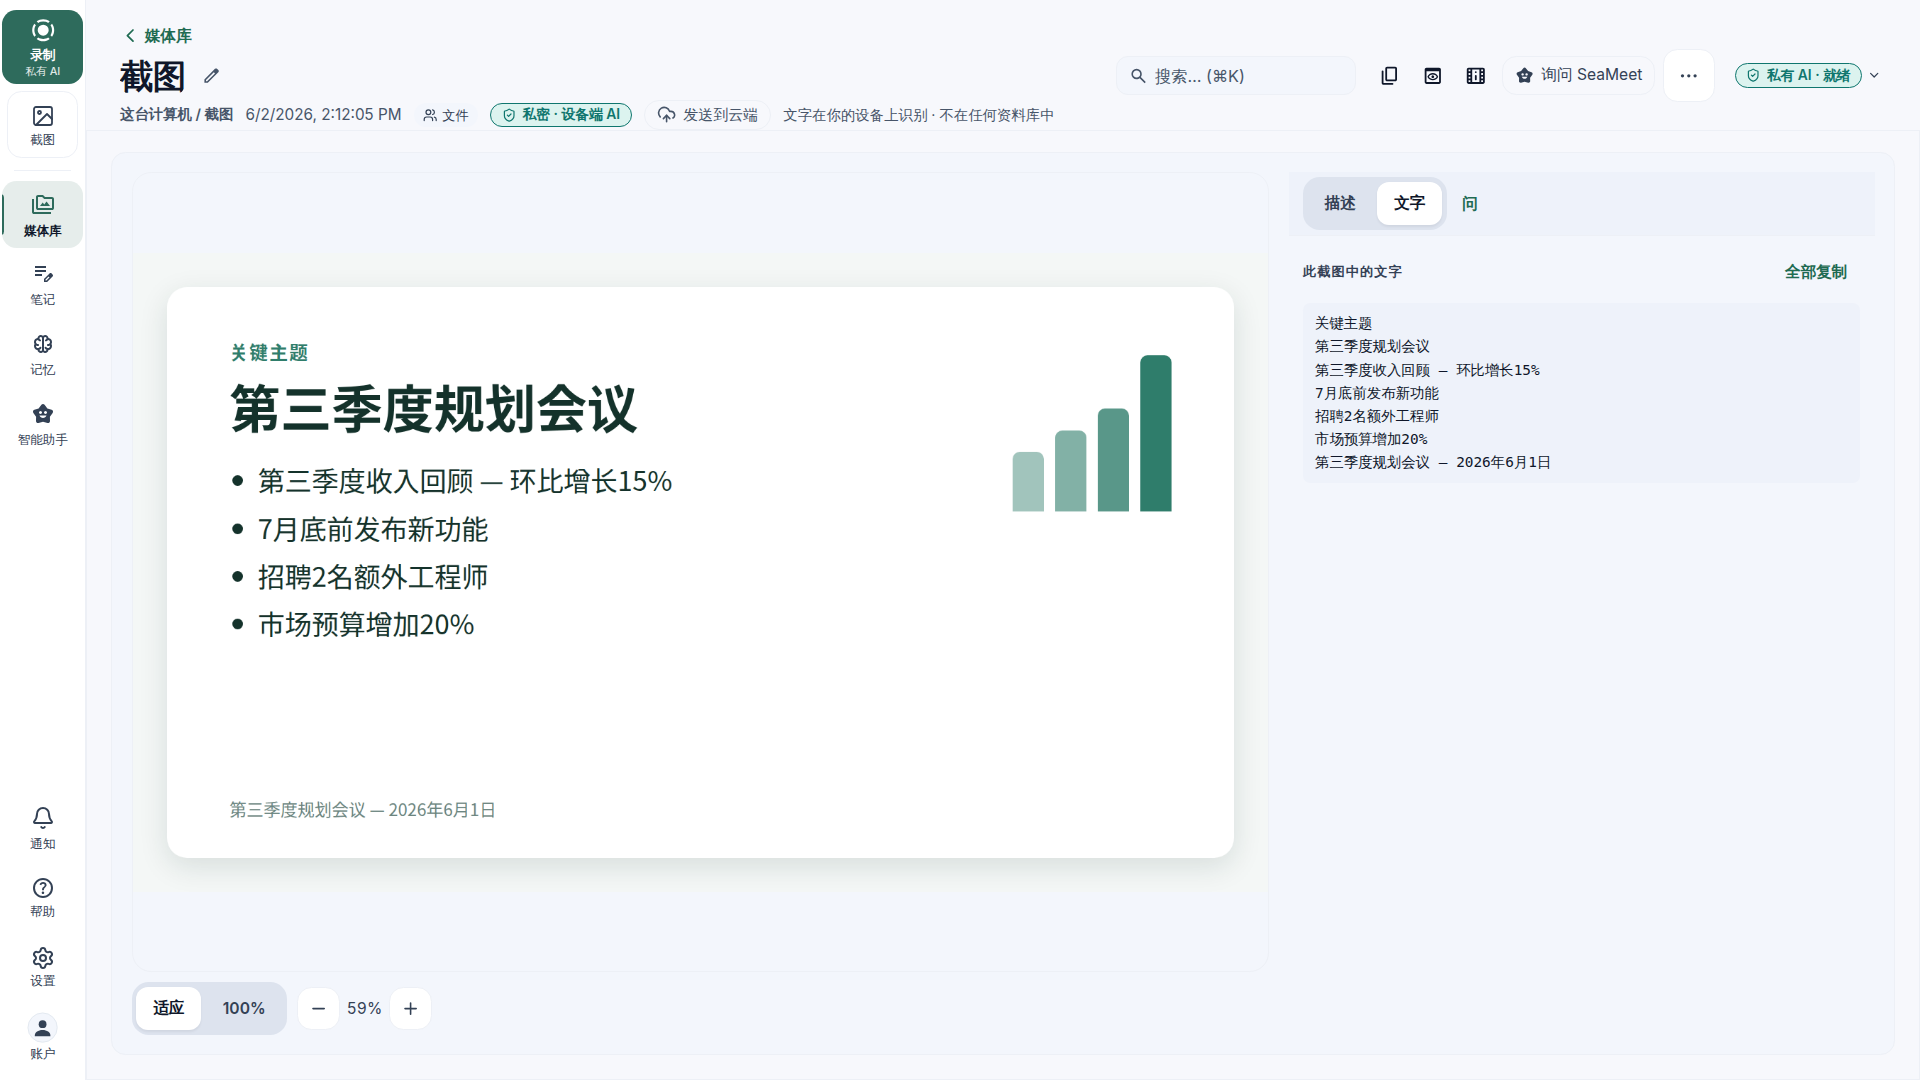 录制
私有 AI
截图
媒体库
笔记
记忆
智能助手
通知
帮助
设置
账户
媒体库
截图
搜索... (⌘K)
询问 SeaMeet
私有 AI · 就绪
这台计算机 / 截图 6/2/2026, 2:12:05 PM 文件 私密 · 设备端 AI 发送到云端 文字在你的设备上识别 · 不在任何资料库中
关键主题
第三季度规划会议
第三季度收入回顾 — 环比增长15%
7月底前发布新功能
招聘2名额外工程师
市场预算增加20%
第三季度规划会议 — 2026年6月1日
适应 100% 59%
描述 文字 问
此截图中的文字 全部复制
关键主题
第三季度规划会议
第三季度收入回顾 — 环比增长15%
7月底前发布新功能
招聘2名额外工程师
市场预算增加20%
第三季度规划会议 — 2026年6月1日